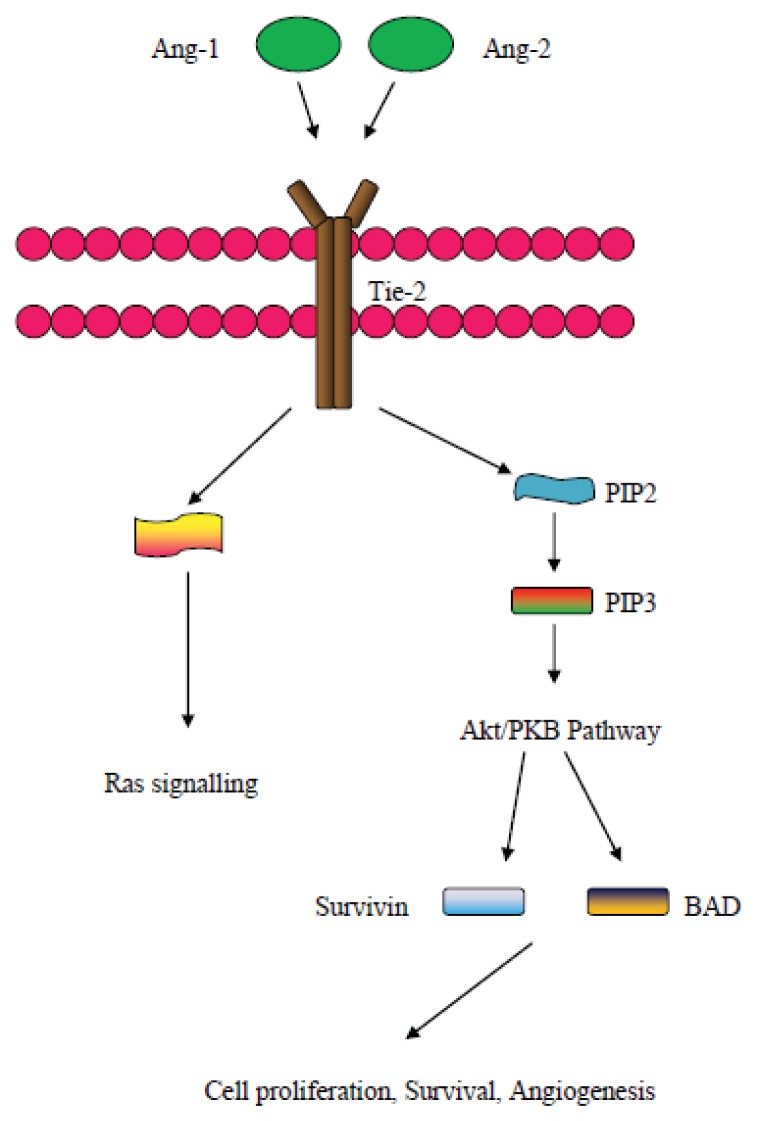 Ang-1
Ang-2
Tie-2
PIP2
PIP3
Akt/PKB Pathway
Ras signalling
Survivin
BAD
Cell proliferation, Survival, Angiogenesis